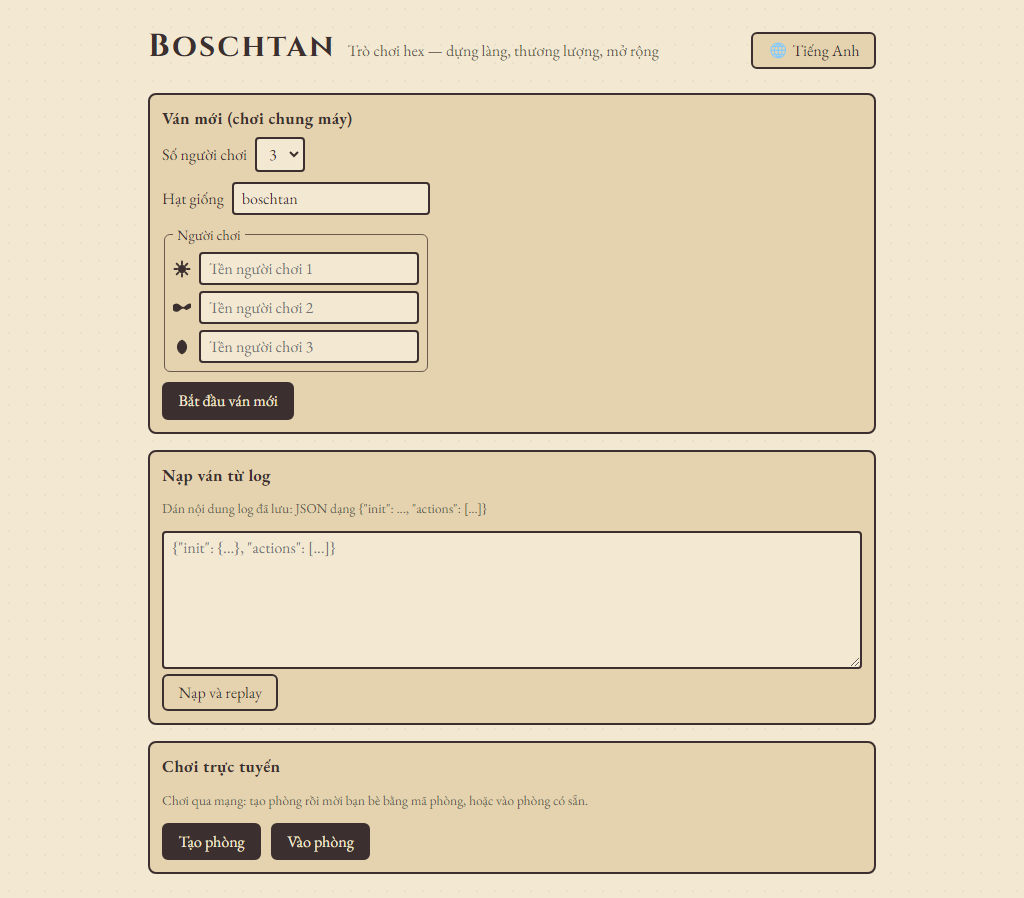 Boschtan Trò chơi hex — dựng làng, thương lượng, mở rộng
🌐 Tiếng Anh
Ván mới (chơi chung máy)
Số người chơi 3
Hạt giống boschtan
Người chơi
Tên người chơi 1
Tên người chơi 2
Tên người chơi 3
Bắt đầu ván mới
Nạp ván từ log
Dán nội dung log đã lưu: JSON dạng {"init": ..., "actions": [...]}
{"init": {...}, "actions": [...]}
Nạp và replay
Chơi trực tuyến
Chơi qua mạng: tạo phòng rồi mời bạn bè bằng mã phòng, hoặc vào phòng có sẵn.
Tạo phòng
Vào phòng